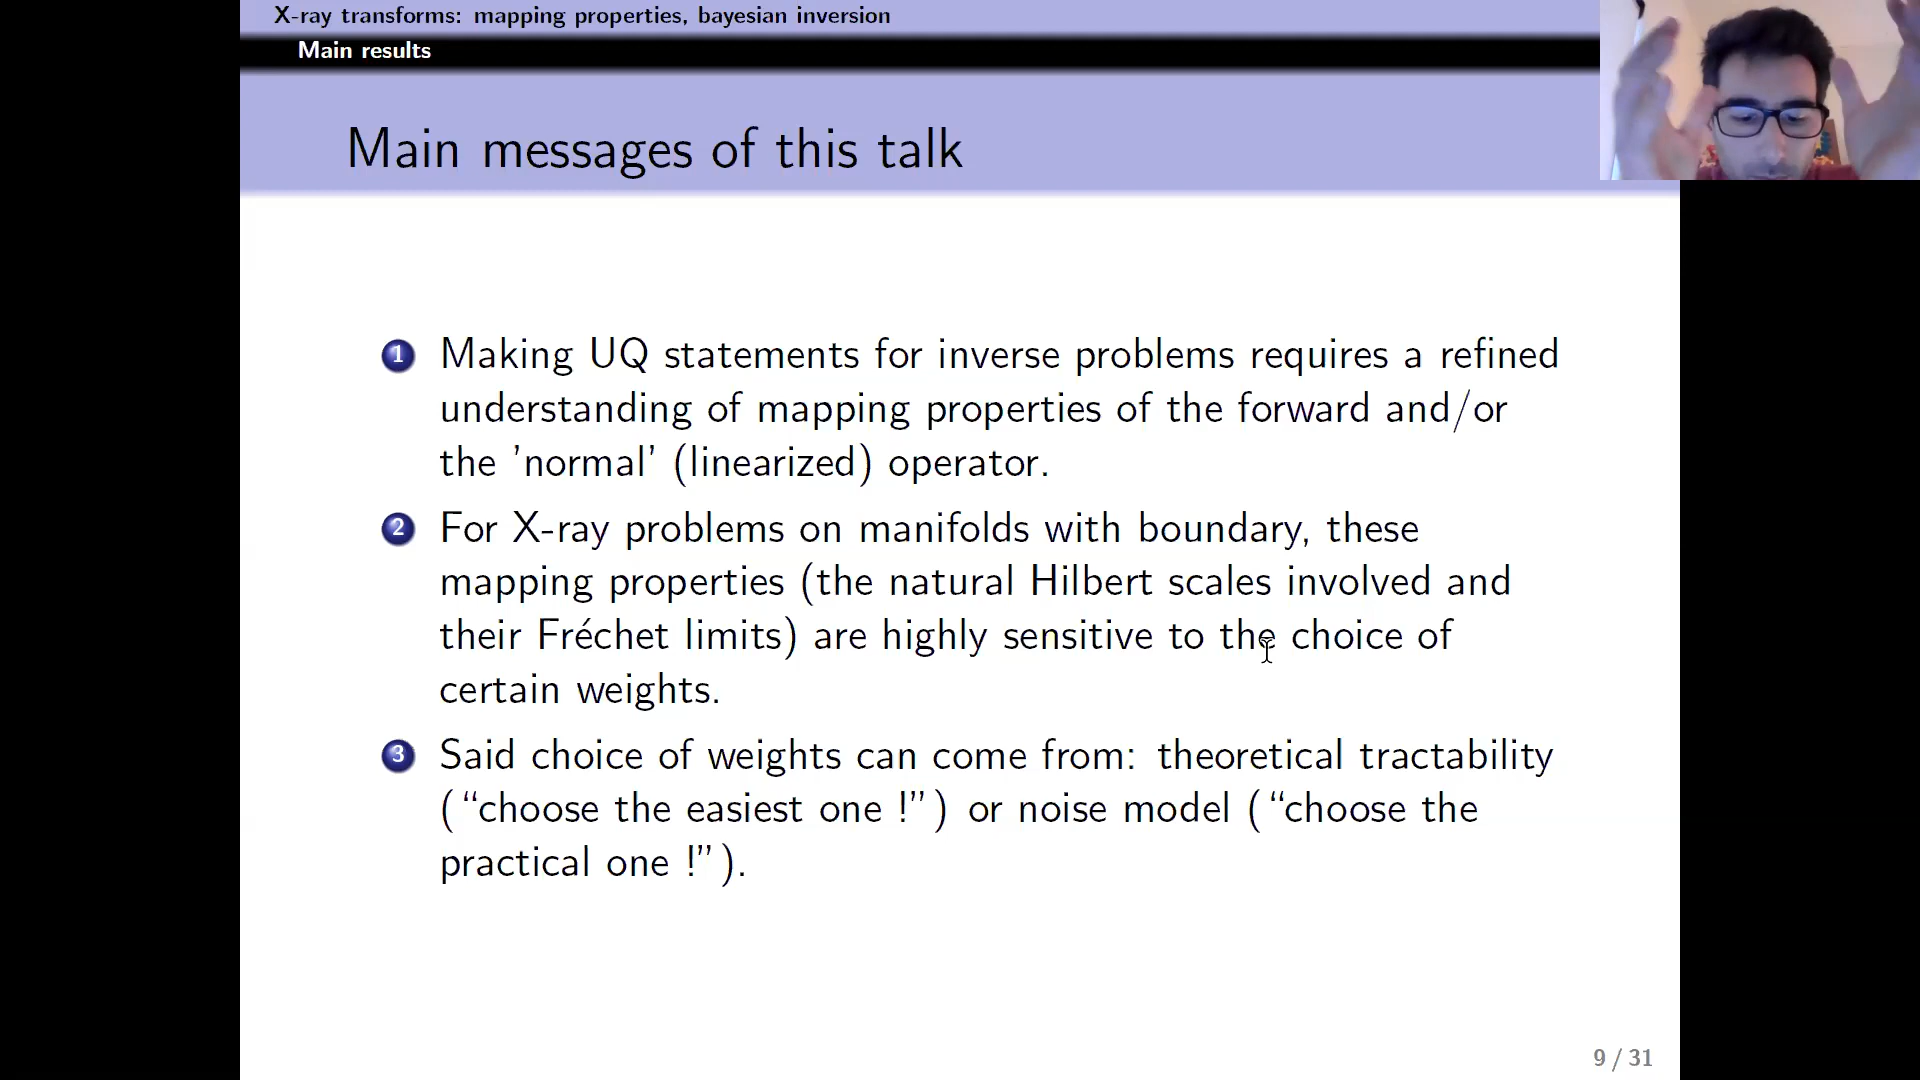 X-ray transforms: mapping properties, bayesian inversion
Main results
Main messages of this talk
1 Making UQ statements for inverse problems requires a refined
understanding of mapping properties of the forward and/or
the 'normal' (linearized) operator.
2 For X-ray problems on manifolds with boundary, these
mapping properties (the natural Hilbert scales involved and
their Fréchet limits) are highly sensitive to the choice of
certain weights.
3 Said choice of weights can come from: theoretical tractability
(“choose the easiest one !”) or noise model (“choose the
practical one !”).
9 / 31